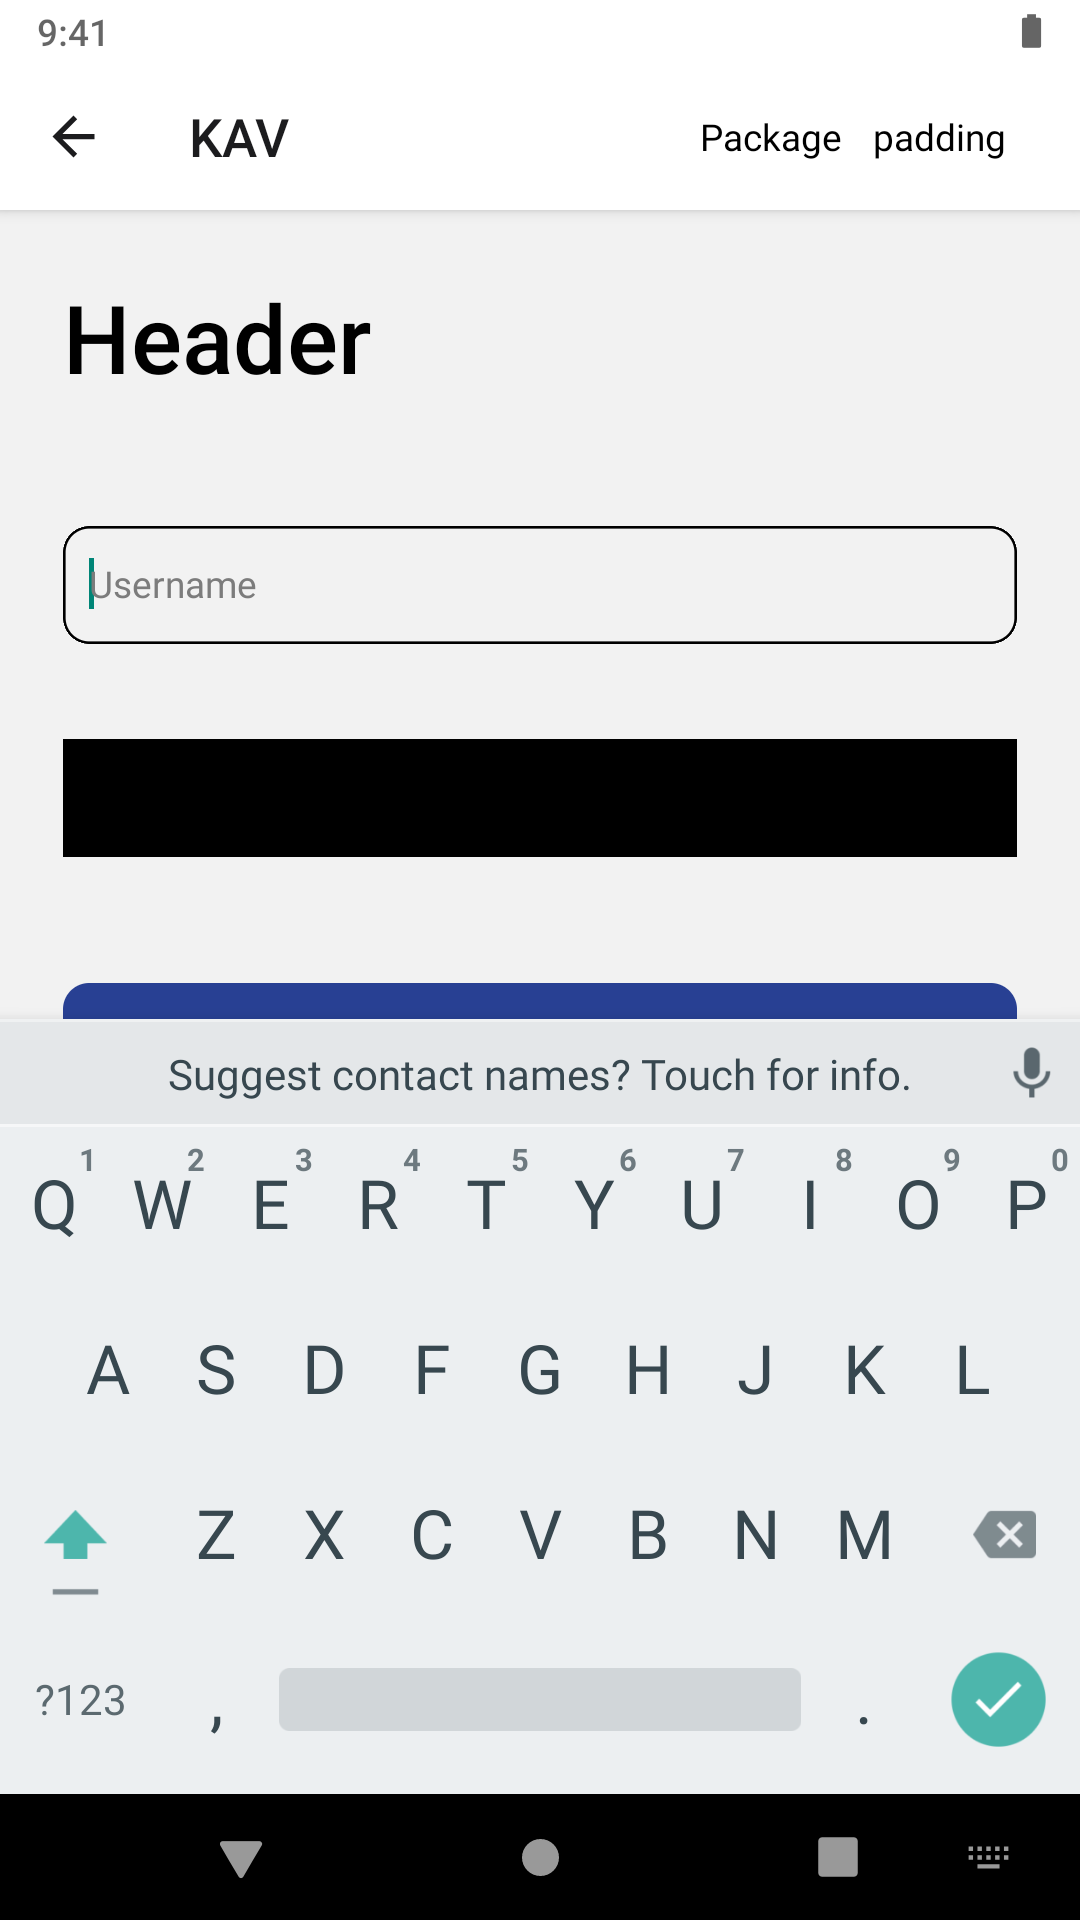 9:41
KAV Package padding
Header
Username
Suggest contact names? Touch for info.
1 2 3 4 5 6 7 8 9 0
Q W E R T Y U I O P
A S D F G H J K L
Z X C V B N M
?123 , .